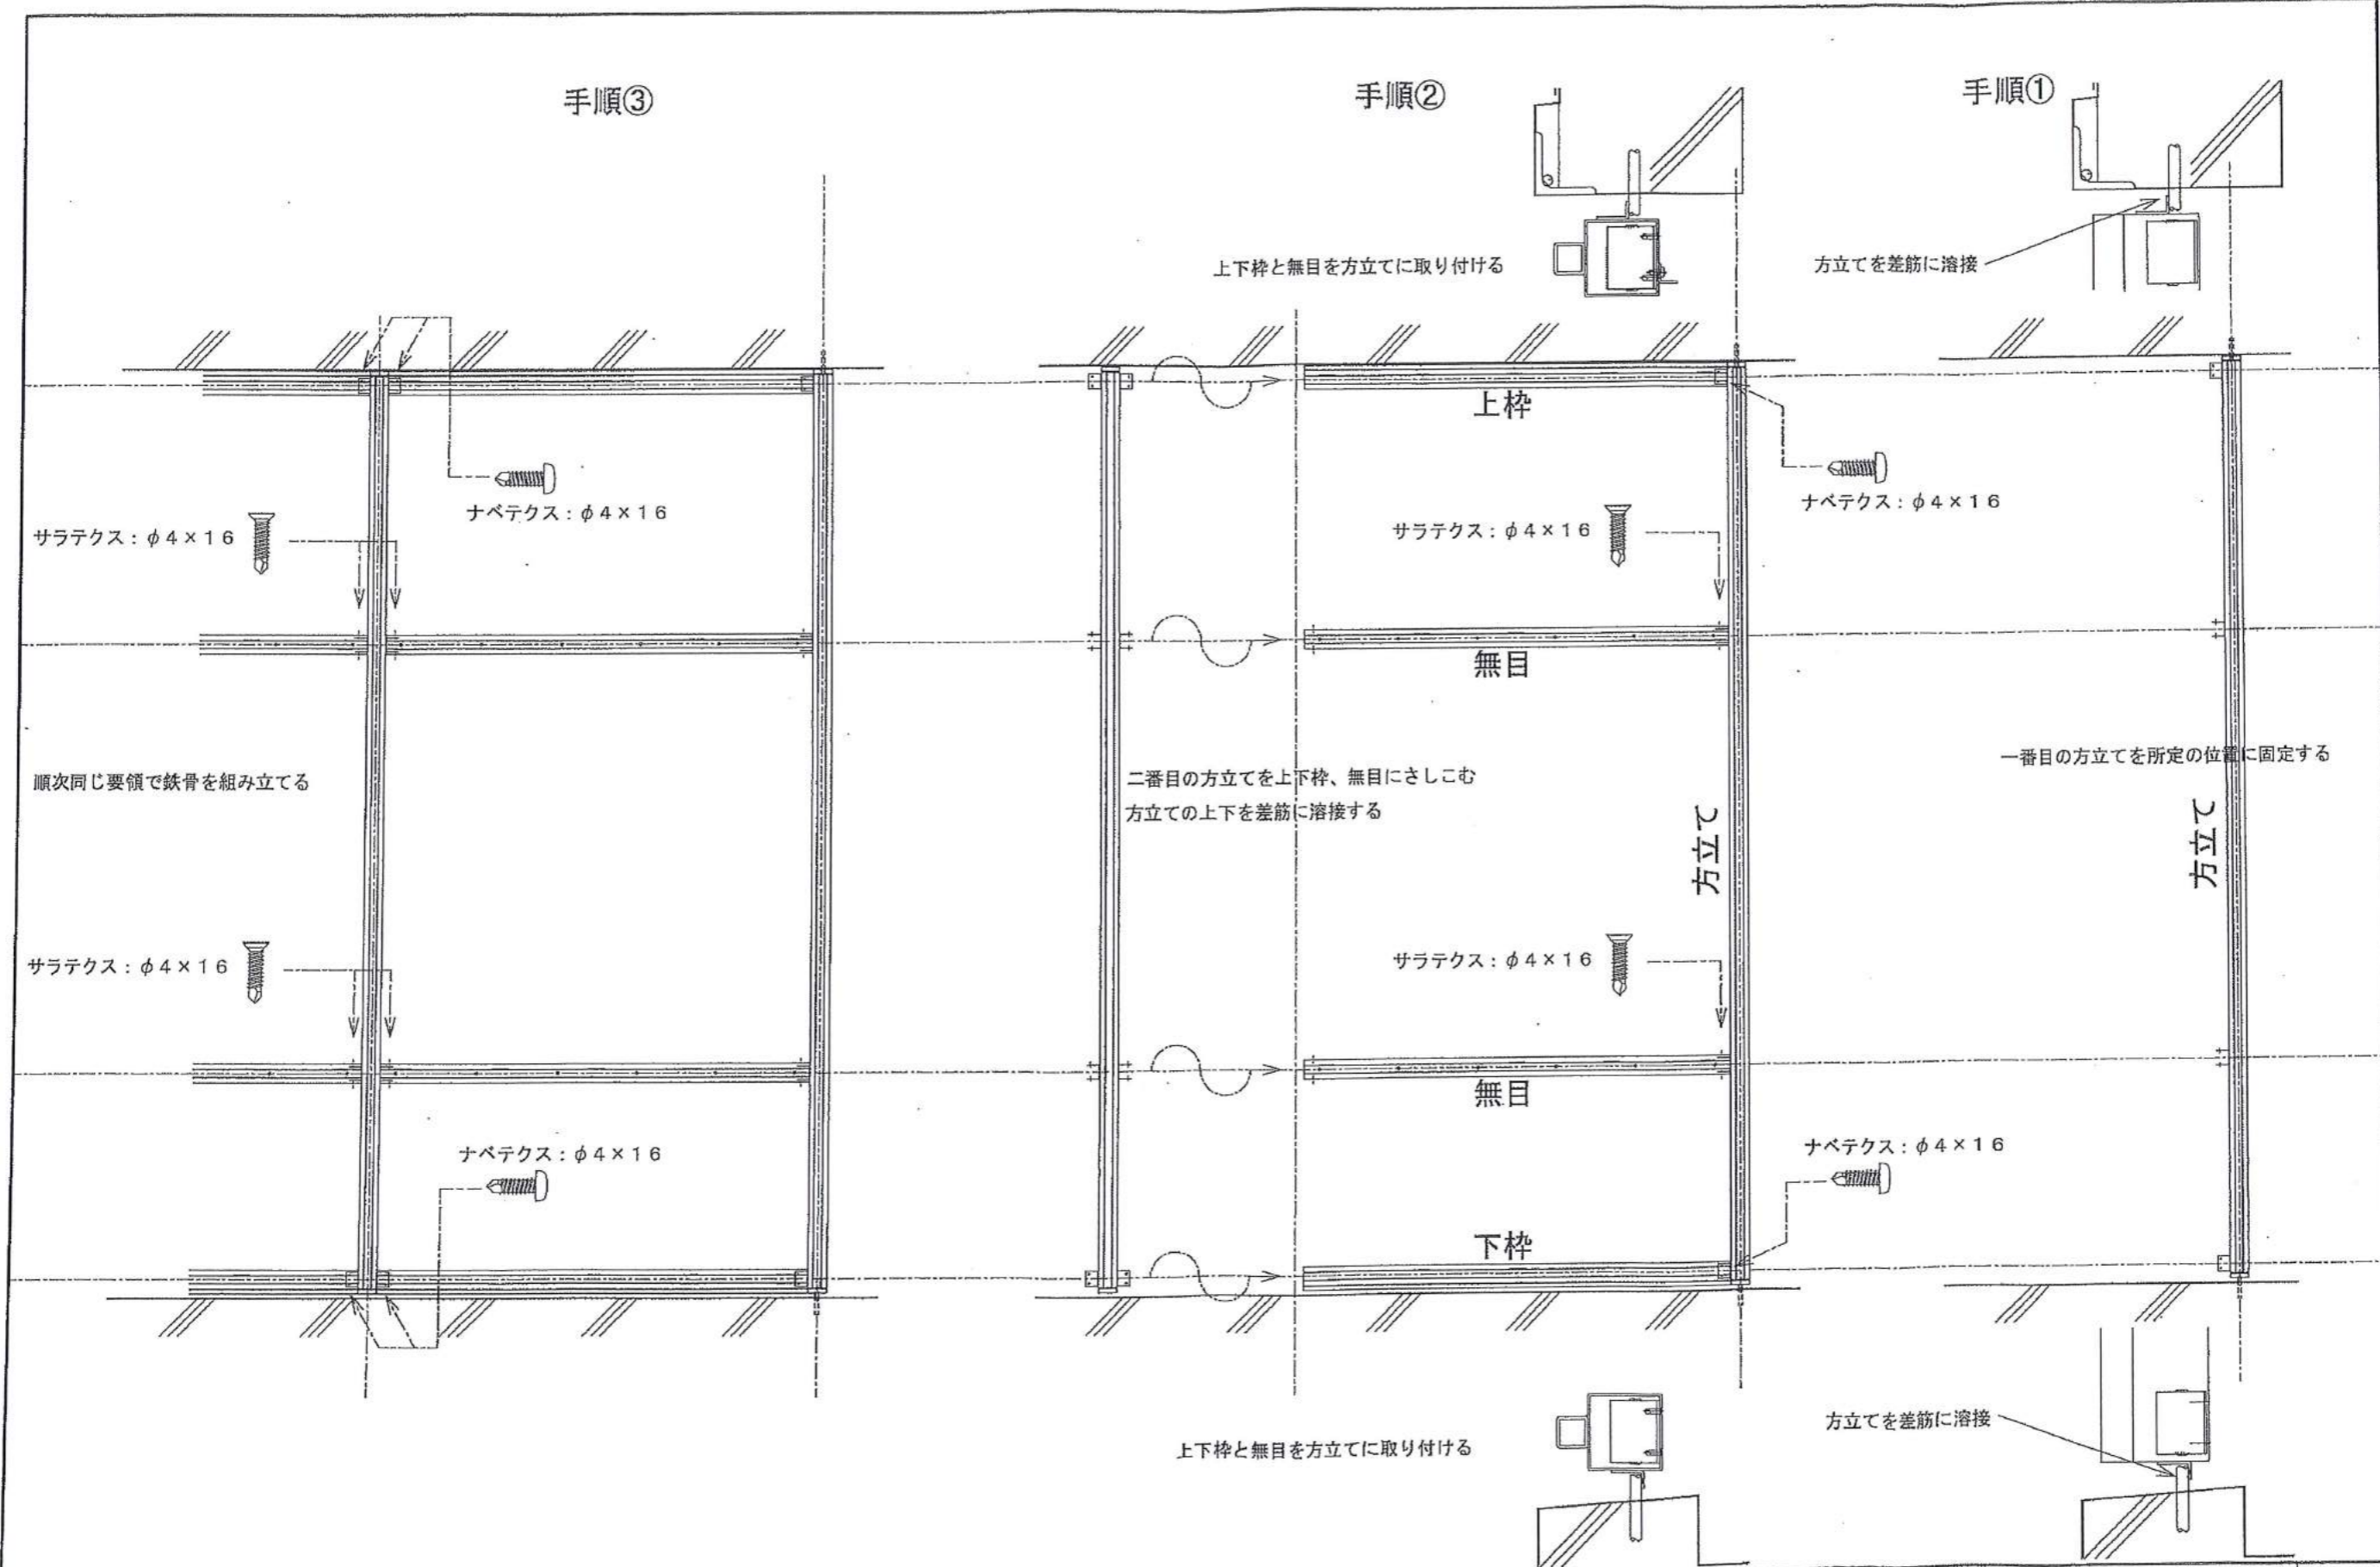 手順①
方立てを差筋に溶接
一番目の方立てを所定の位置に固定する
方立て
方立てを差筋に溶接
手順②
上下枠と無目を方立てに取り付ける
上枠
ナベテクス：φ4×16
サラテクス：φ4×16
無目
二番目の方立てを上下枠、無目にさしこむ
方立ての上下を差筋に溶接する
方立て
サラテクス：φ4×16
無目
ナベテクス：φ4×16
下枠
上下枠と無目を方立てに取り付ける
手順③
ナベテクス：φ4×16
サラテクス：φ4×16
順次同じ要領で鉄骨を組み立てる
サラテクス：φ4×16
ナベテクス：φ4×16